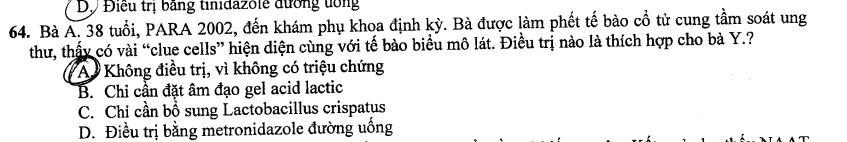 D. Điều trị bằng tinidazole đường uống
64. Bà A. 38 tuổi, PARA 2002, đến khám phụ khoa định kỳ. Bà được làm phết tế bào cổ tử cung tầm soát ung
thư, thấy có vài “clue cells” hiện diện cùng với tế bào biểu mô lát. Điều trị nào là thích hợp cho bà Y.?
A. Không điều trị, vì không có triệu chứng
B. Chỉ cần đặt âm đạo gel acid lactic
C. Chỉ cần bổ sung Lactobacillus crispatus
D. Điều trị bằng metronidazole đường uống
NAAT